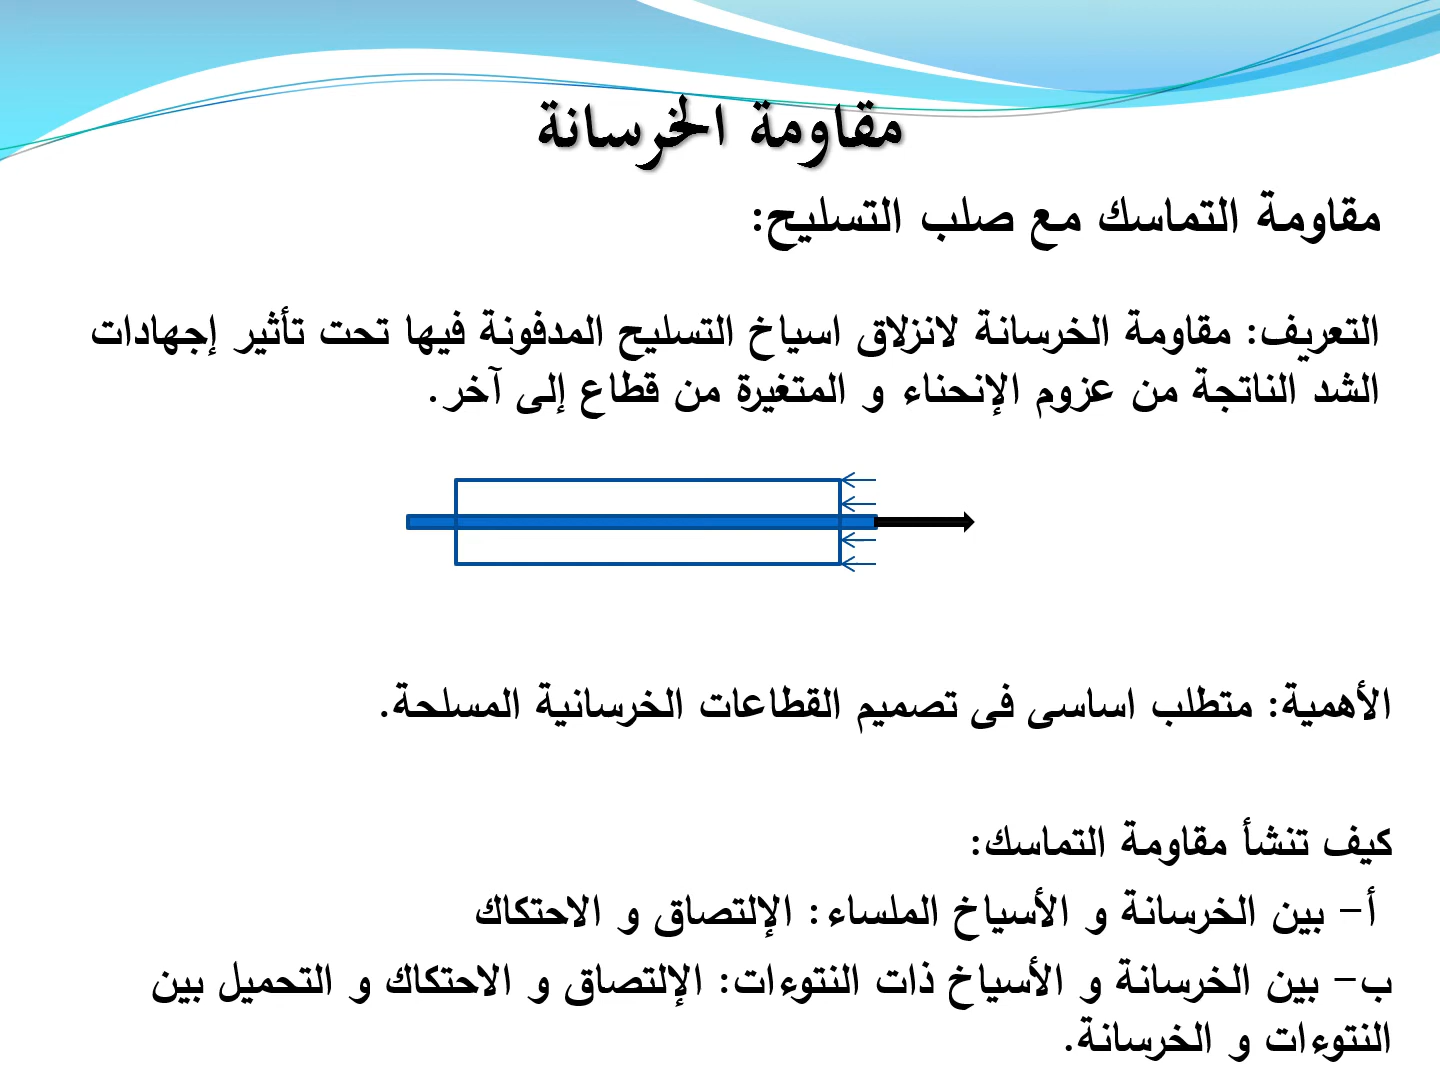 مقاومة الخرسانة
مقاومة التماسك مع صلب التسليح:
التعريف: مقاومة الخرسانة لانزلاق اسياخ التسليح المدفونة فيها تحت تأثير إجهادات
الشد الناتجة من عزوم الإنحناء و المتغيرة من قطاع إلى آخر.
الأهمية: متطلب اساسى فى تصميم القطاعات الخرسانية المسلحة.
كيف تنشأ مقاومة التماسك:
أ- بين الخرسانة و الأسياخ الملساء: الإلتصاق و الاحتكاك
ب- بين الخرسانة و الأسياخ ذات النتوءات: الإلتصاق و الاحتكاك و التحميل بين
النتوءات و الخرسانة.